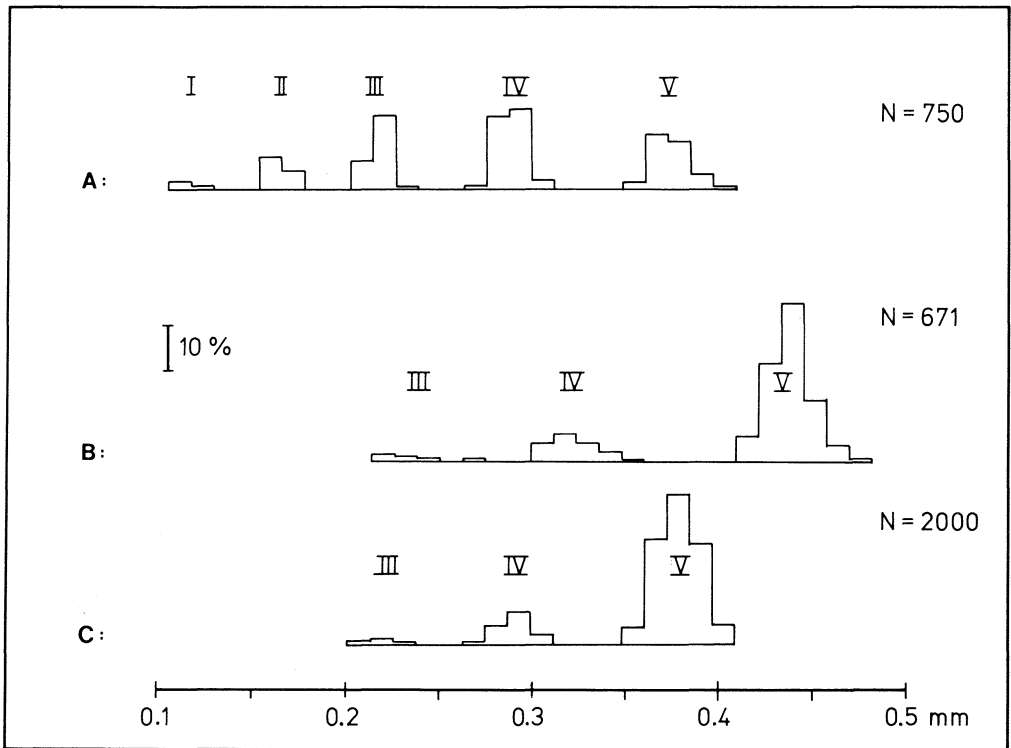 I II III IV V
N = 750
A:
N = 671
10 %
III IV V
B:
N = 2000
III IV V
C:
0.1 0.2 0.3 0.4 0.5 mm